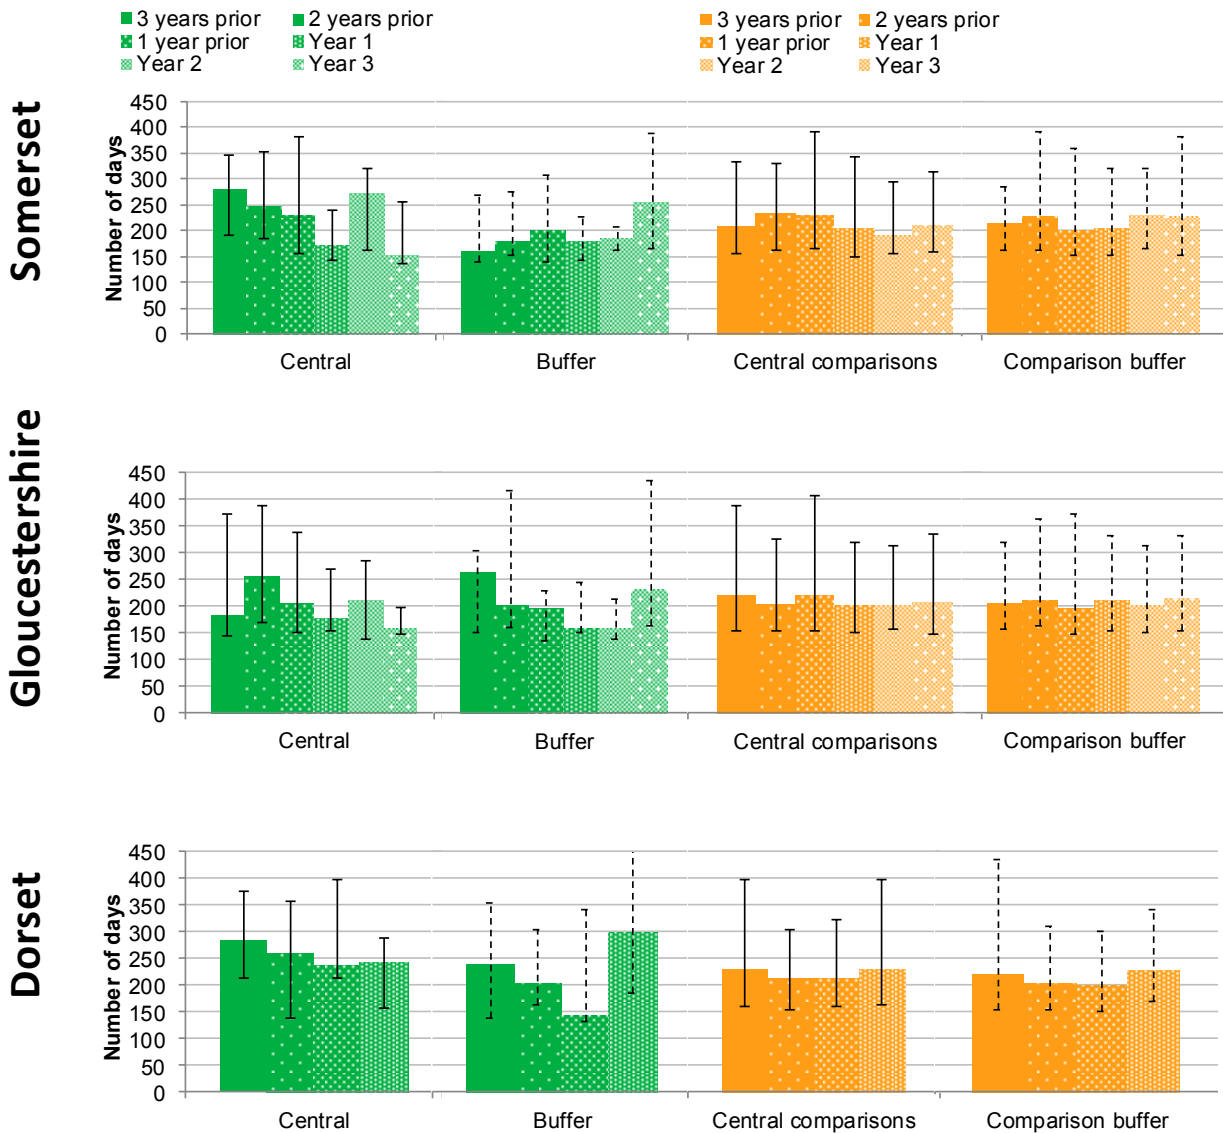 3 years prior 2 years prior 3 years prior 2 years prior
1 year prior Year 1 1 year prior Year 1
Year 2 Year 3 Year 2 Year 3
Somerset
Number of days
450
400
350
300
250
200
150
100
50
0
Central Buffer Central comparisons Comparison buffer
Gloucestershire
Number of days
450
400
350
300
250
200
150
100
50
0
Central Buffer Central comparisons Comparison buffer
Dorset
Number of days
450
400
350
300
250
200
150
100
50
0
Central Buffer Central comparisons Comparison buffer